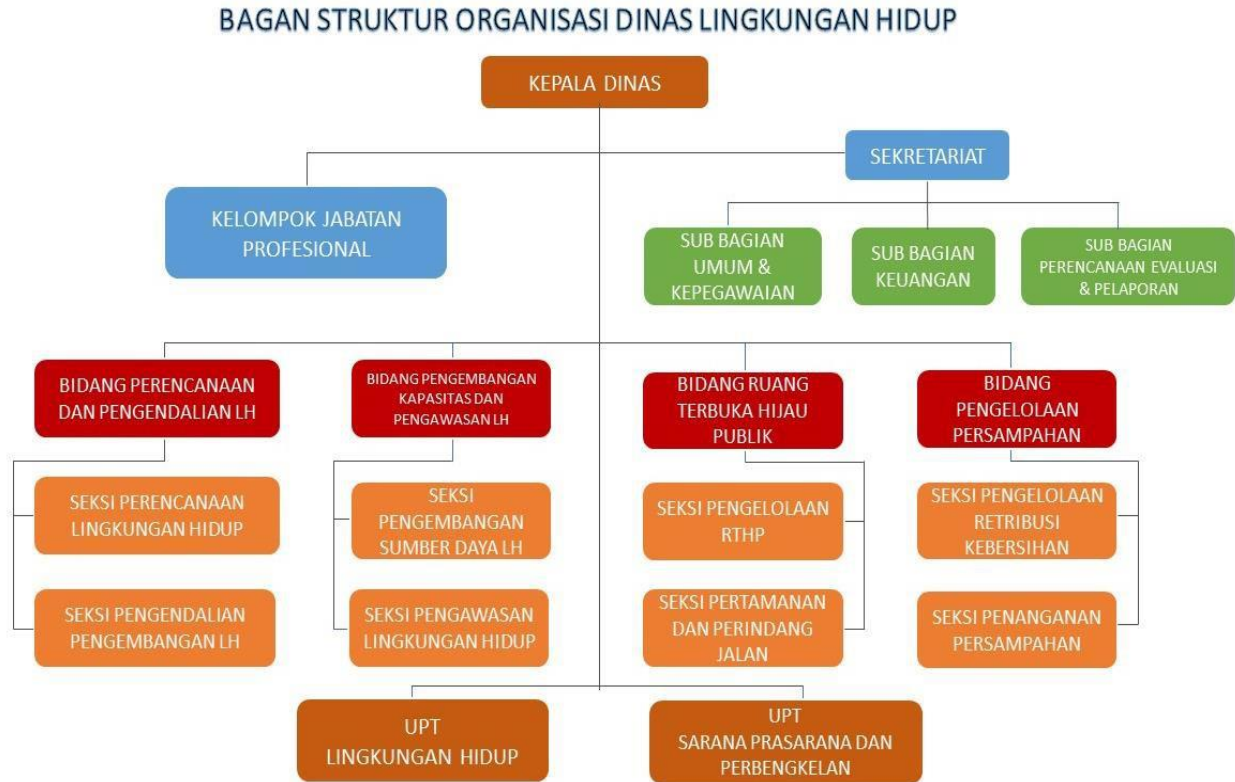 BAGAN STRUKTUR ORGANISASI DINAS LINGKUNGAN HIDUP
KEPALA DINAS
SEKRETARIAT
KELOMPOK JABATAN
PROFESIONAL
SUB BAGIAN
UMUM &
KEPEGAWAIAN
SUB BAGIAN
KEUANGAN
SUB BAGIAN
PERENCANAAN EVALUASI
& PELAPORAN
BIDANG PERENCANAAN
DAN PENGENDALIAN LH
BIDANG PENGEMBANGAN
KAPASITAS DAN
PENGAWASAN LH
BIDANG RUANG
TERBUKA HIJAU
PUBLIK
BIDANG
PENGELOLAAN
PERSAMPAHAN
SEKSI PERENCANAAN
LINGKUNGAN HIDUP
SEKSI
PENGEMBANGAN
SUMBER DAYA LH
SEKSI PENGELOLAAN
RTHP
SEKSI PENGELOLAAN
RETRIBUSI
KEBERSIHAN
SEKSI PENGENDALIAN
PENGEMBANGAN LH
SEKSI PENGAWASAN
LINGKUNGAN HIDUP
SEKSI PERTAMANAN
DAN PERINDANG
JALAN
SEKSI PENANGANAN
PERSAMPAHAN
UPT
LINGKUNGAN HIDUP
UPT
SARANA PRASARANA DAN
PERBENGKELAN